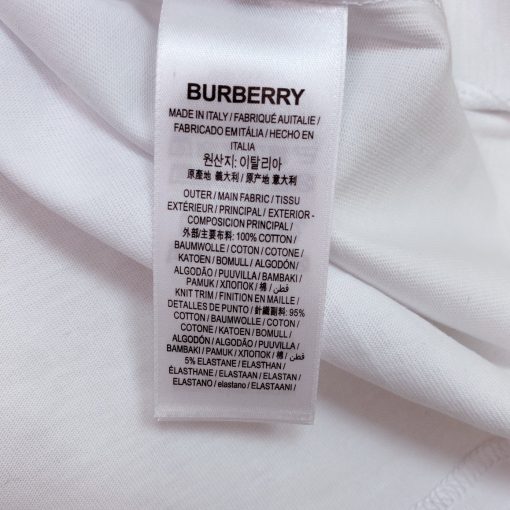 BURBERRY
MADE IN ITALY / FABRIQUÉ AUITALIE /
FABRICADO EM ITÁLIA / HECHO EN
ITALIA
원산지: 이탈리아
原產地 義大利 / 原产地 意大利
OUTER / MAIN FABRIC / TISSU
EXTÉRIEUR / PRINCIPAL / EXTERIOR -
COMPOSICION PRINCIPAL /
外部/主要布料: 100% COTTON /
BAUMWOLLE / COTON / COTONE /
KATOEN / BOMULL / ALGODÓN /
ALGODÃO / PUUVILLA / BAMBAKI /
PAMUK / ХЛОПОК / 棉 / قطن /
KNIT TRIM / FINITION EN MAILLE /
DETALLES DE PUNTO / 針織副料: 95%
COTTON / BAUMWOLLE / COTON /
COTONE / KATOEN / BOMULL /
ALGODÓN / ALGODÃO / PUUVILLA /
BAMBAKI / PAMUK / ХЛОПОК / 棉 / قطن /
5% ELASTANE / ELASTHAN /
ÉLASTHANE / ELASTAAN / ELASTAN /
ELASTANO / elastano / ELASTAANI /